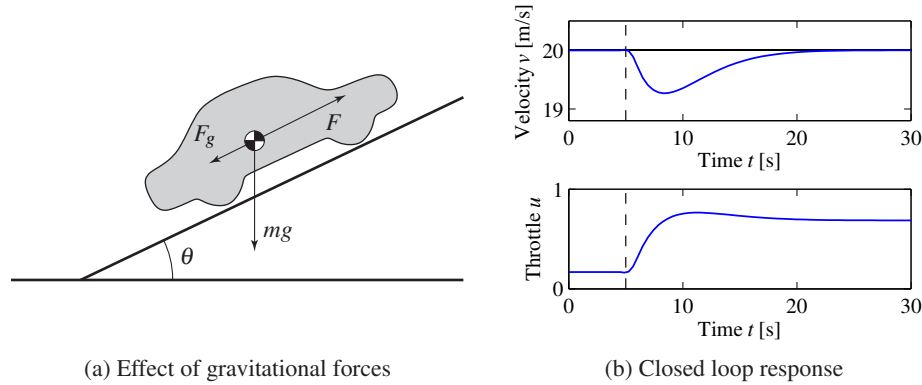 F_g
F
mg
θ
(a) Effect of gravitational forces
Velocity v [m/s]
20
19
0 10 20 30
Time t [s]
Throttle u
1
0
0 10 20 30
Time t [s]
(b) Closed loop response